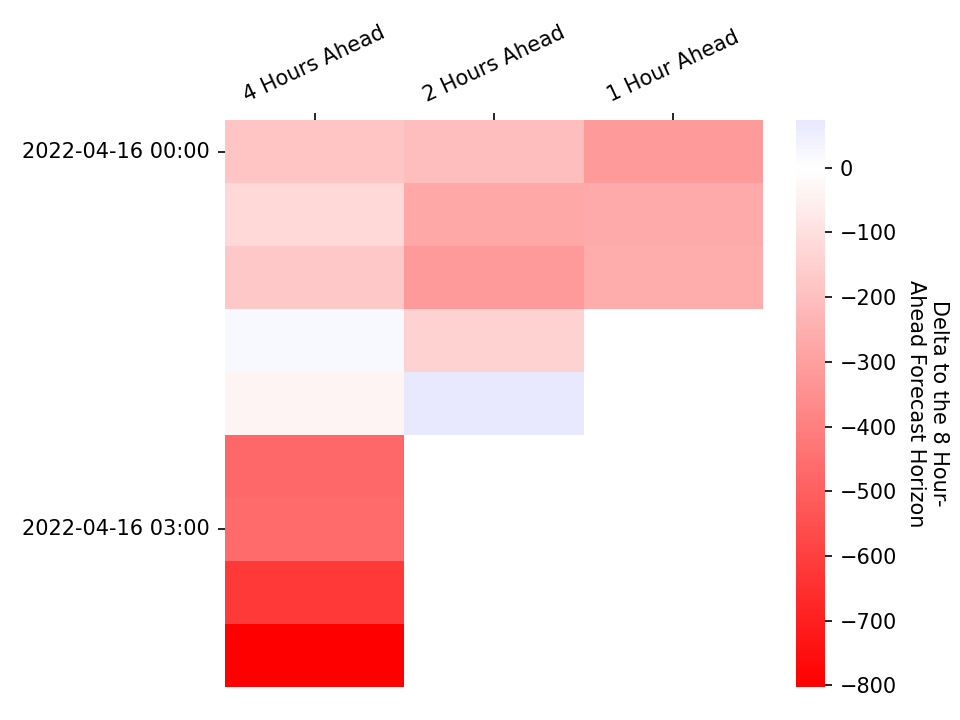 4 Hours Ahead
2 Hours Ahead
1 Hour Ahead
2022-04-16 00:00
2022-04-16 03:00
0
−100
−200
−300
−400
−500
−600
−700
−800
Delta to the 8 Hour-
Ahead Forecast Horizon